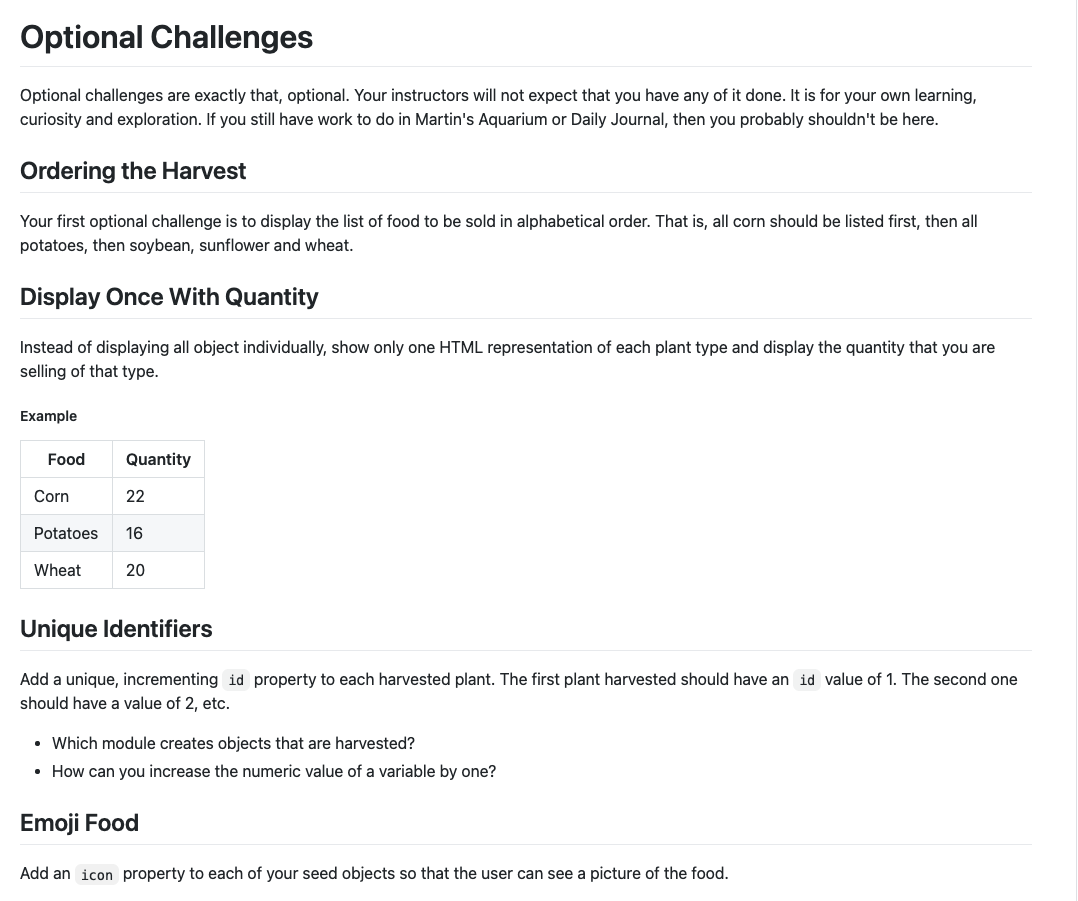 Optional Challenges
Optional challenges are exactly that, optional. Your instructors will not expect that you have any of it done. It is for your own learning,
curiosity and exploration. If you still have work to do in Martin's Aquarium or Daily Journal, then you probably shouldn't be here.
Ordering the Harvest
Your first optional challenge is to display the list of food to be sold in alphabetical order. That is, all corn should be listed first, then all
potatoes, then soybean, sunflower and wheat.
Display Once With Quantity
Instead of displaying all object individually, show only one HTML representation of each plant type and display the quantity that you are
selling of that type.
Example
Food Quantity
Corn 22
Potatoes 16
Wheat 20
Unique Identifiers
Add a unique, incrementing id property to each harvested plant. The first plant harvested should have an id value of 1. The second one
should have a value of 2, etc.
• Which module creates objects that are harvested?
• How can you increase the numeric value of a variable by one?
Emoji Food
Add an icon property to each of your seed objects so that the user can see a picture of the food.